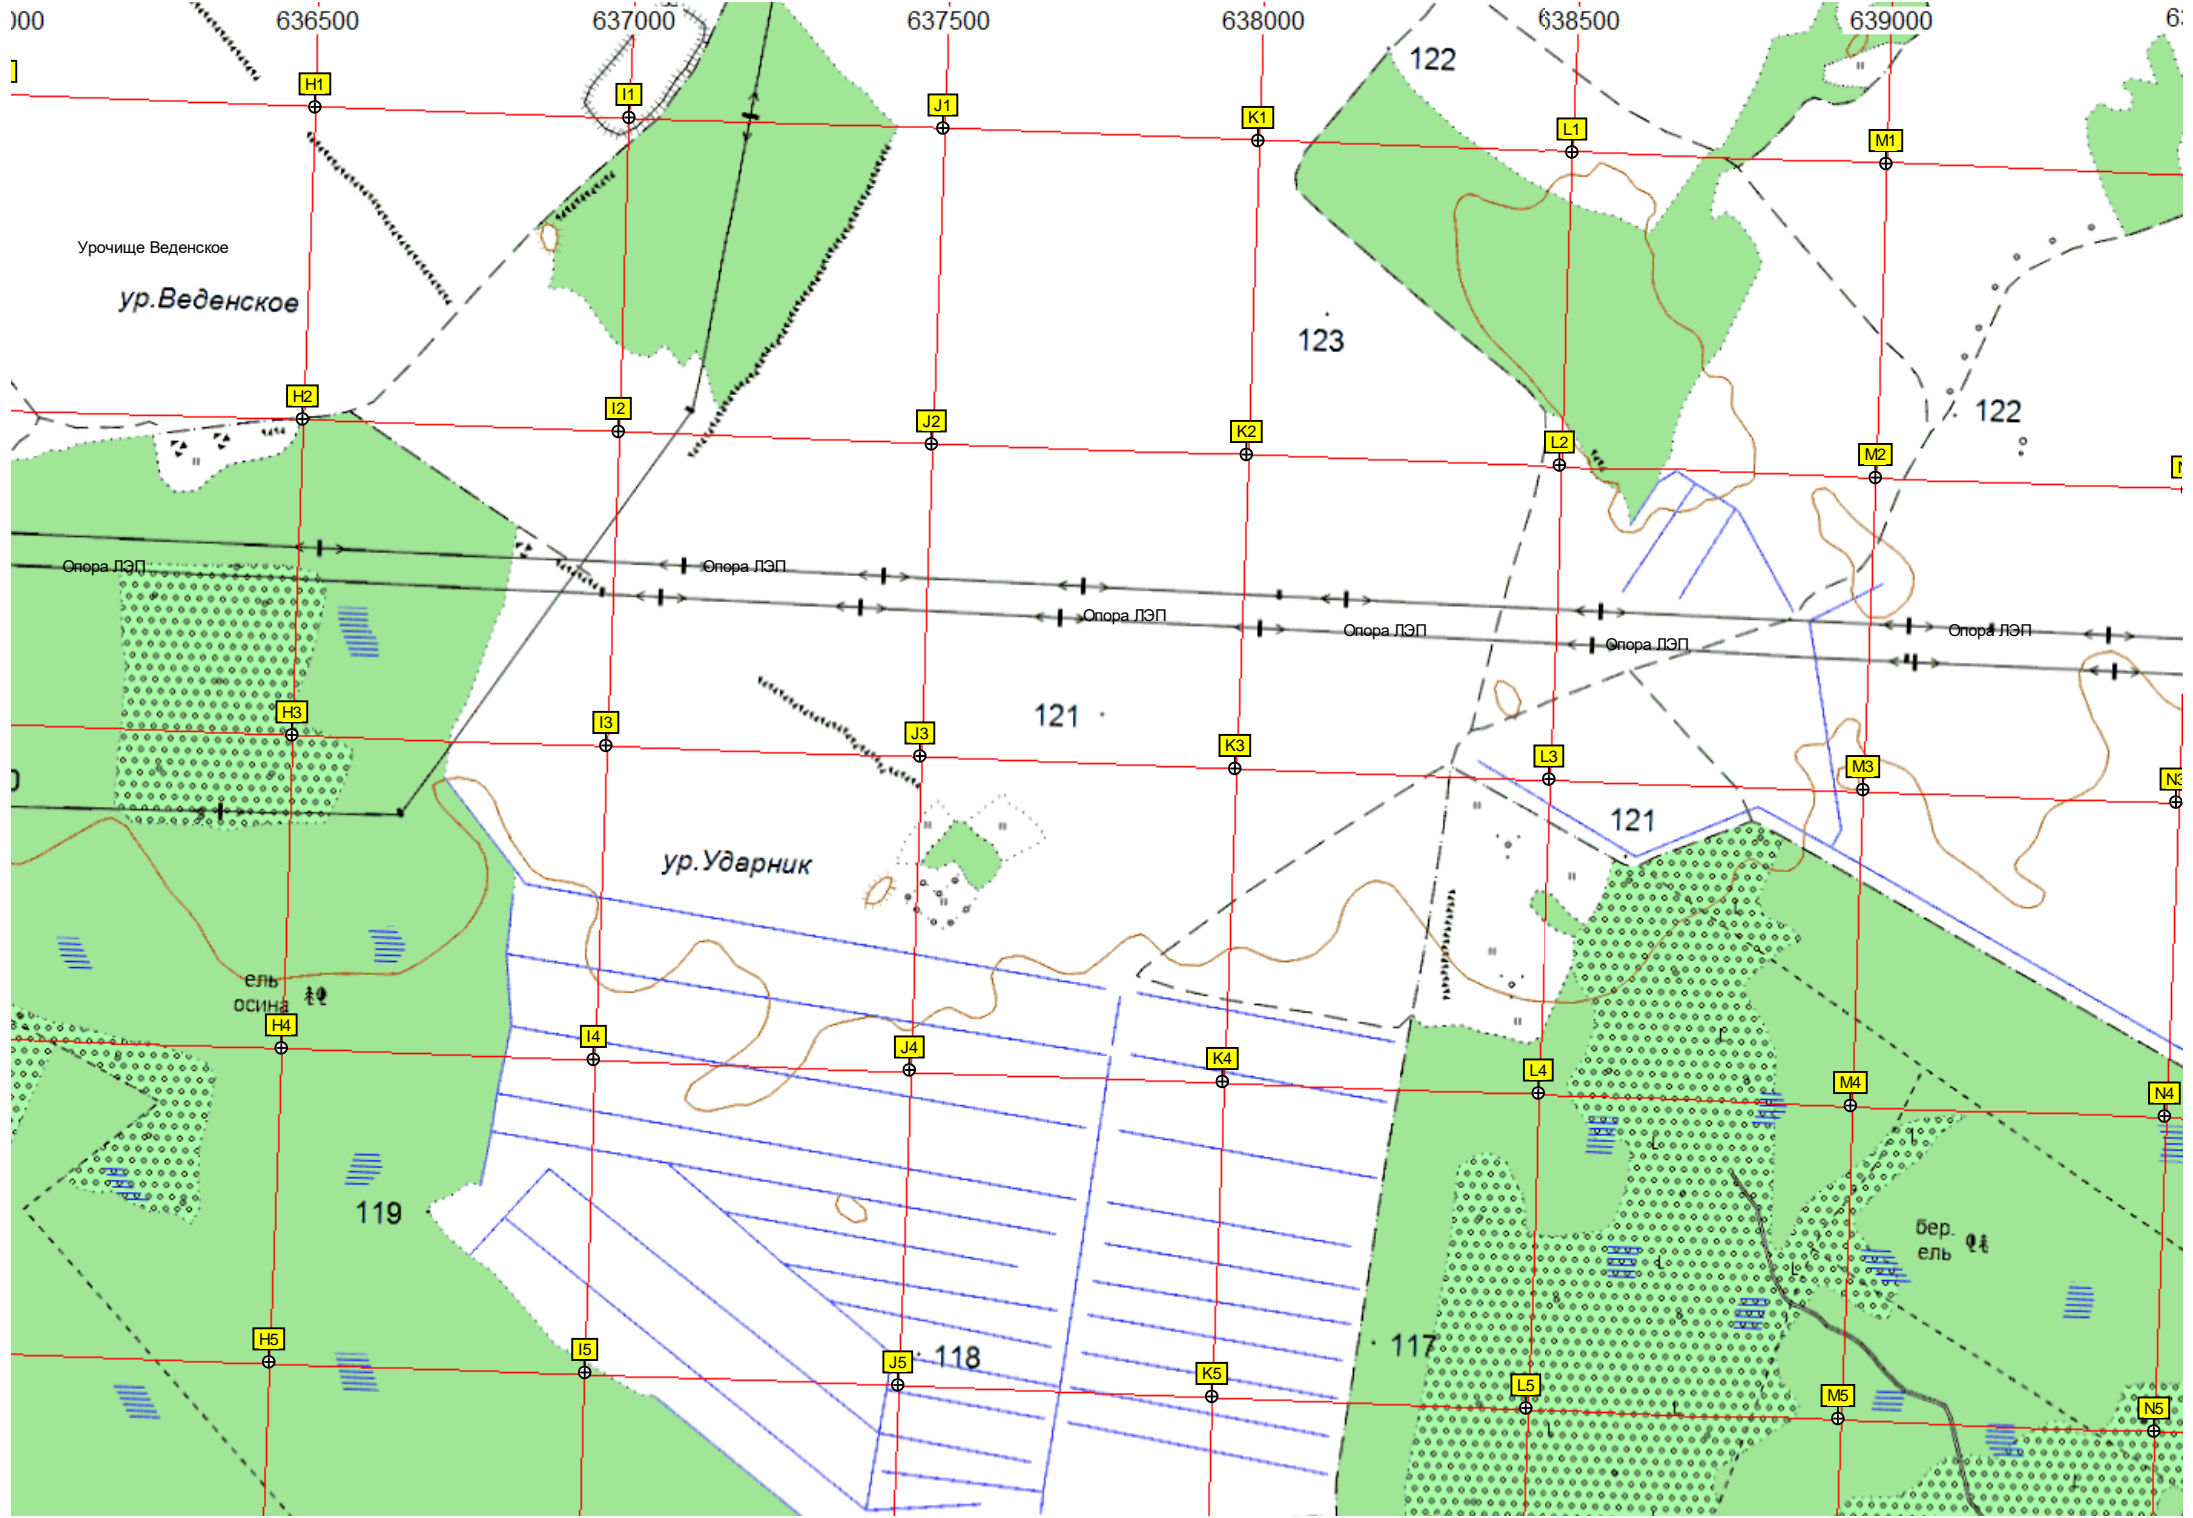 636500 637000 637500 638000 638500 639000
H1 I1 J1 K1 L1 M1
122
Урочище Веденское
ур.Веденское
123
122
H2 I2 J2 K2 L2 M2
Опора ЛЭП Опора ЛЭП
Опора ЛЭП Опора ЛЭП Опора ЛЭП Опора ЛЭП
121
H3 I3 J3 K3 L3 M3 N3
121
ур.Ударник
ель
осина
H4 I4 J4 K4 L4 M4 N4
119
бер.
ель
118
117
H5 I5 J5 K5 L5 M5 N5